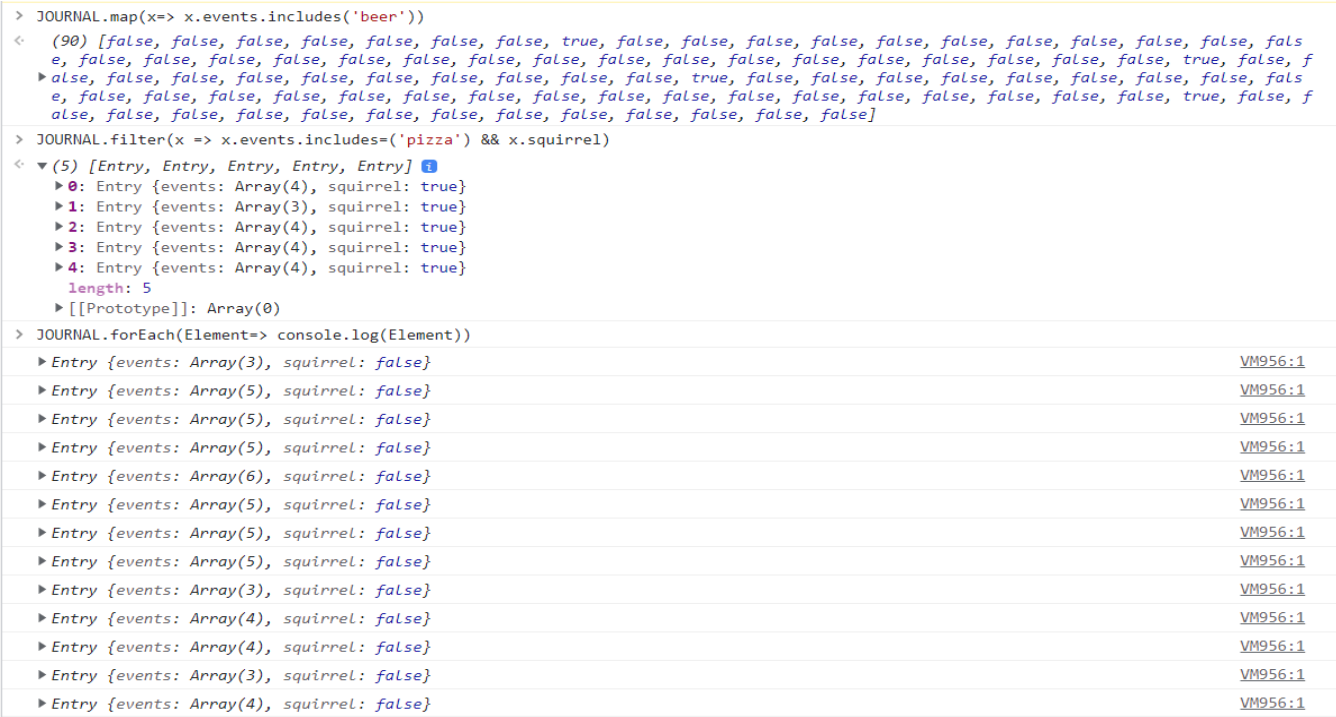 > JOURNAL.map(x=> x.events.includes('beer'))
(90) [false, false, false, false, false, false, false, true, false, false, false, false, false, false, false, false, false, false, fals
e, false, false, false, false, false, false, false, false, false, false, false, false, false, false, false, false, false, true, false, f
alse, false, false, false, false, false, false, false, false, false, true, false, false, false, false, false, false, false, false, fals
e, false, false, false, false, false, false, false, false, false, false, false, false, false, false, false, false, false, true, false, f
alse, false, false, false, false, false, false, false, false, false, false, false, false]
> JOURNAL.filter(x => x.events.includes=('pizza') && x.squirrel)
(5) [Entry, Entry, Entry, Entry, Entry] i
0: Entry {events: Array(4), squirrel: true}
1: Entry {events: Array(3), squirrel: true}
2: Entry {events: Array(4), squirrel: true}
3: Entry {events: Array(4), squirrel: true}
4: Entry {events: Array(4), squirrel: true}
length: 5
[[Prototype]]: Array(0)
> JOURNAL.forEach(Element=> console.log(Element))
Entry {events: Array(3), squirrel: false} VM956:1
Entry {events: Array(5), squirrel: false} VM956:1
Entry {events: Array(5), squirrel: false} VM956:1
Entry {events: Array(5), squirrel: false} VM956:1
Entry {events: Array(6), squirrel: false} VM956:1
Entry {events: Array(5), squirrel: false} VM956:1
Entry {events: Array(5), squirrel: false} VM956:1
Entry {events: Array(5), squirrel: false} VM956:1
Entry {events: Array(3), squirrel: false} VM956:1
Entry {events: Array(4), squirrel: false} VM956:1
Entry {events: Array(4), squirrel: false} VM956:1
Entry {events: Array(3), squirrel: false} VM956:1
Entry {events: Array(4), squirrel: false} VM956:1